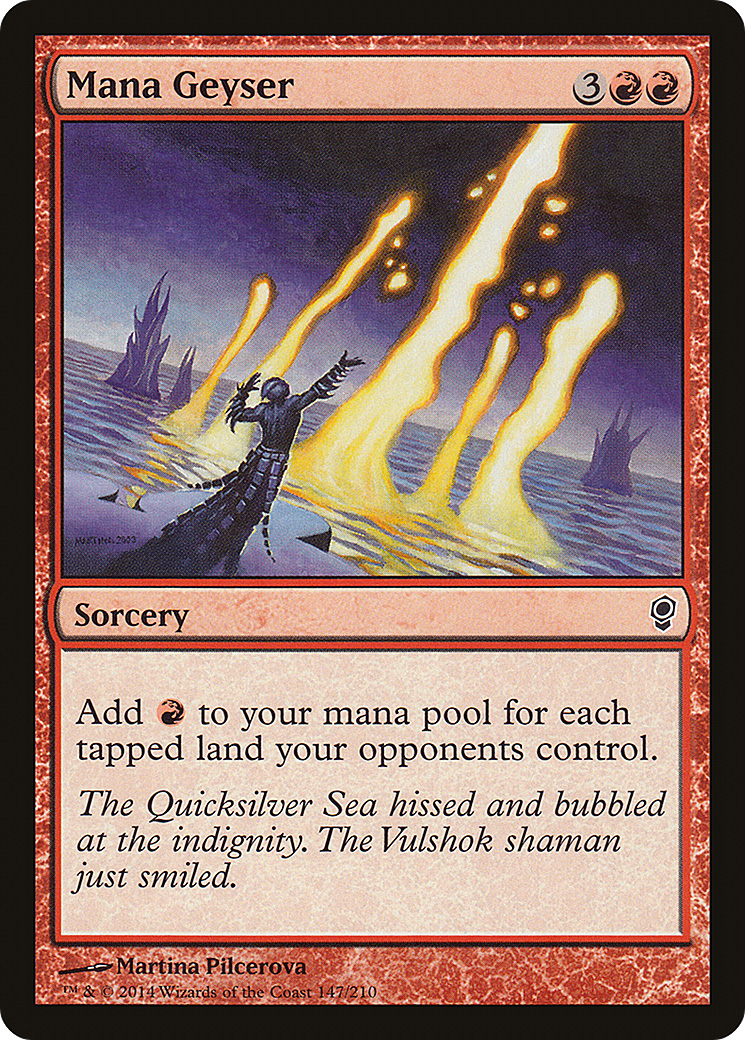 Mana Geyser 3
Sorcery
Add to your mana pool for each
tapped land your opponents control.
The Quicksilver Sea hissed and bubbled
at the indignity. The Vulshok shaman
just smiled.
Martina Pilcerova
™ & © 2014 Wizards of the Coast 147/210